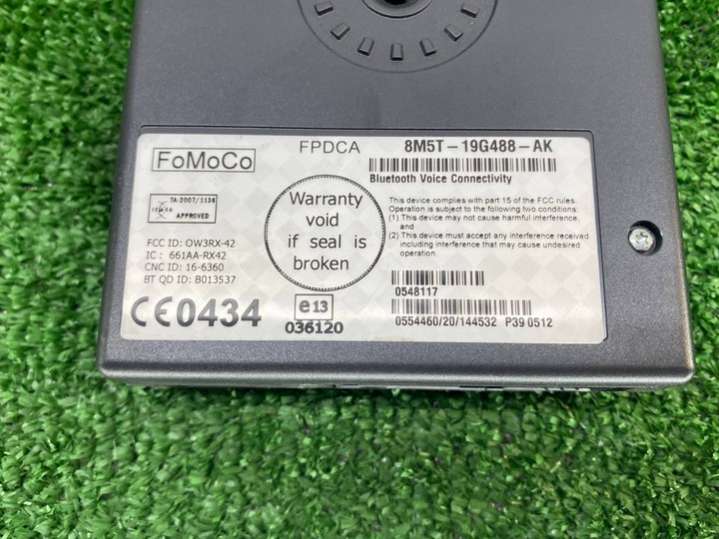 FoMoCo
FPDCA
8M5T-19G488-AK
Bluetooth Voice Connectivity
TA-2007/1138
APPROVED
Warranty
void
if seal is
broken
This device complies with part 15 of the FCC rules.
Operation is subject to the following two conditions:
(1) This device may not cause harmful interference,
and
(2) This device must accept any interference received
including interference that may cause undesired
operation.
FCC ID: OW3RX-42
IC : 661AA-RX42
CNC ID: 16-6360
BT QD ID: B013537
CE0434
e13
036120
0548117
0554460/20/144532 P39 0512